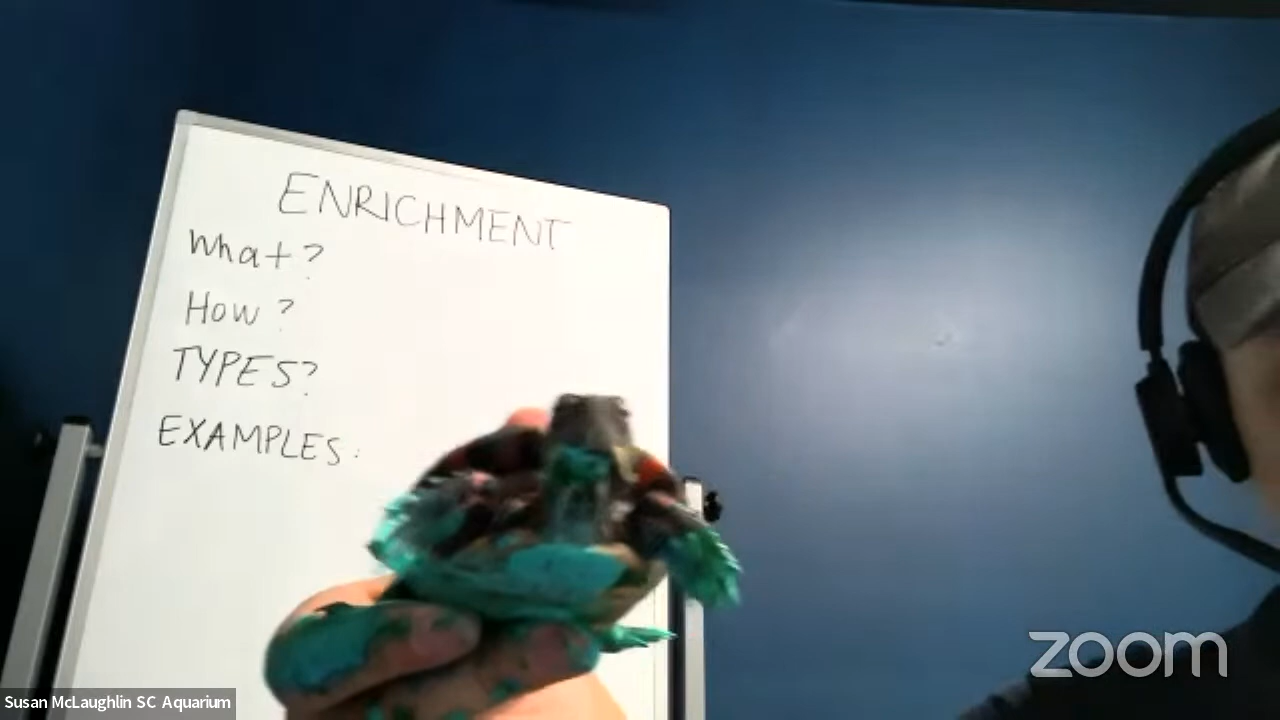 ENRICHMENT
What?
How?
TYPES?
EXAMPLES:
zoom
Susan McLaughlin SC Aquarium